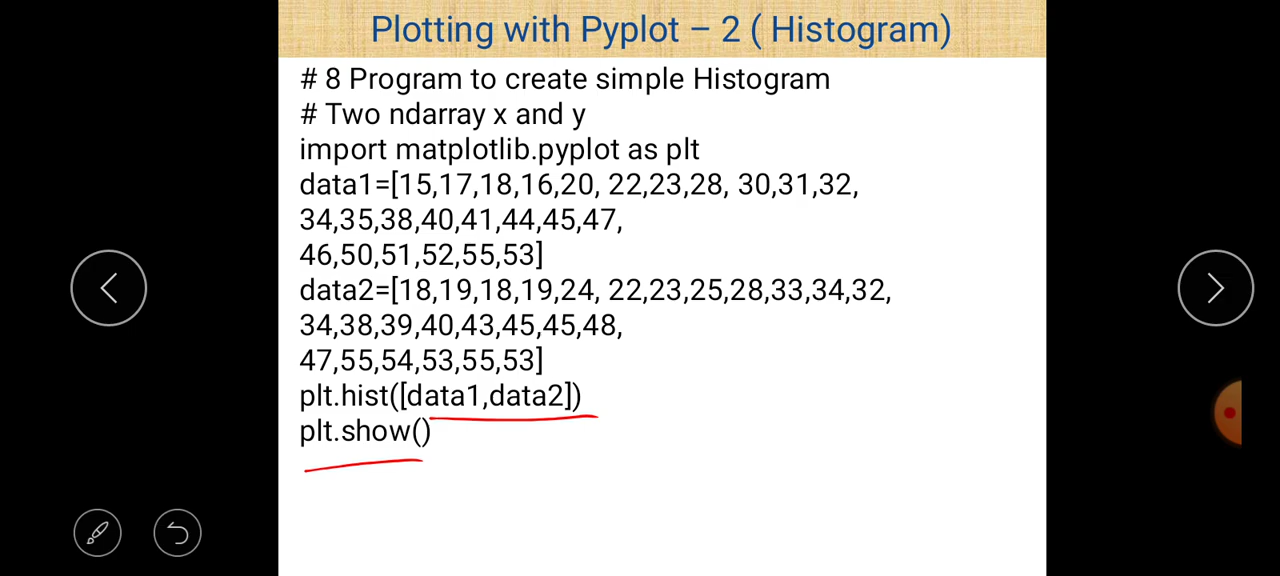 Plotting with Pyplot – 2 ( Histogram)
# 8 Program to create simple Histogram
# Two ndarray x and y
import matplotlib.pyplot as plt
data1=[15,17,18,16,20, 22,23,28, 30,31,32,
34,35,38,40,41,44,45,47,
46,50,51,52,55,53]
data2=[18,19,18,19,24, 22,23,25,28,33,34,32,
34,38,39,40,43,45,45,48,
47,55,54,53,55,53]
plt.hist([data1,data2])
plt.show()